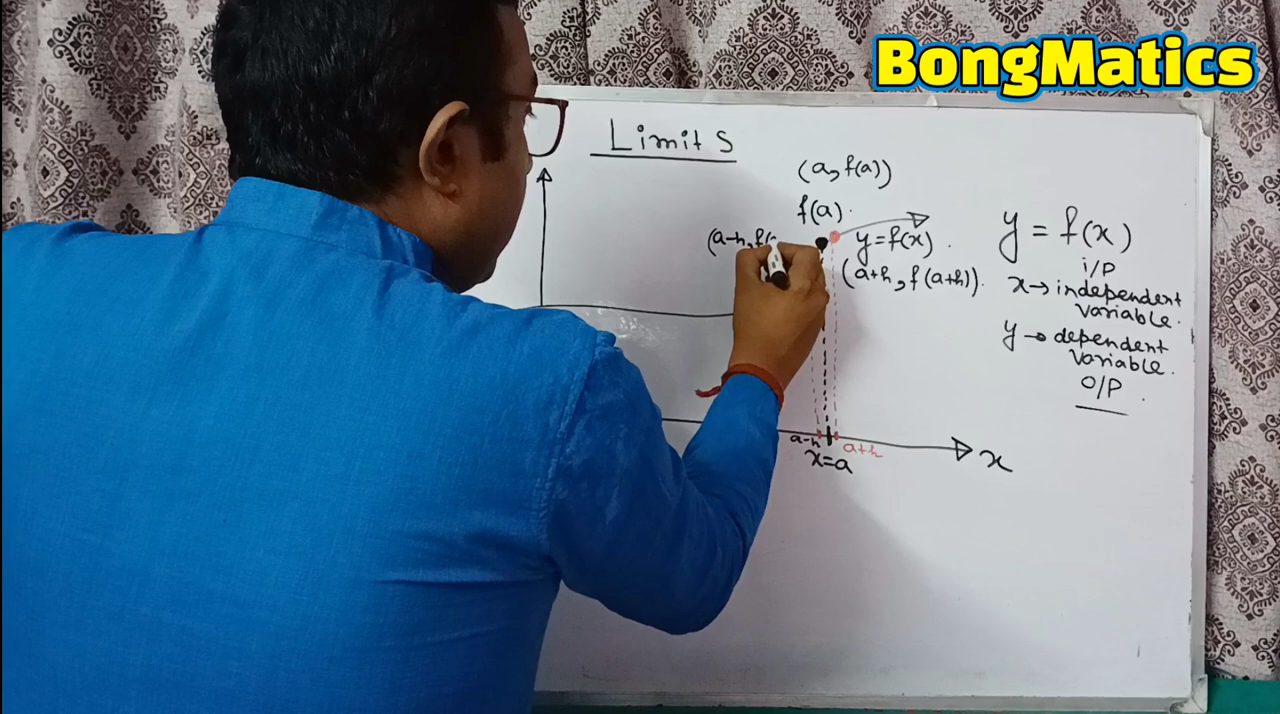 BongMatics
Limits
(a, f(a))
f(a).
(a-h, f(
y=f(x).
(a+h, f(a+h)).
a-h
a+h
x=a
x
y = f(x)
i/P
x→independent
variable.
y→dependent
variable.
O/P.